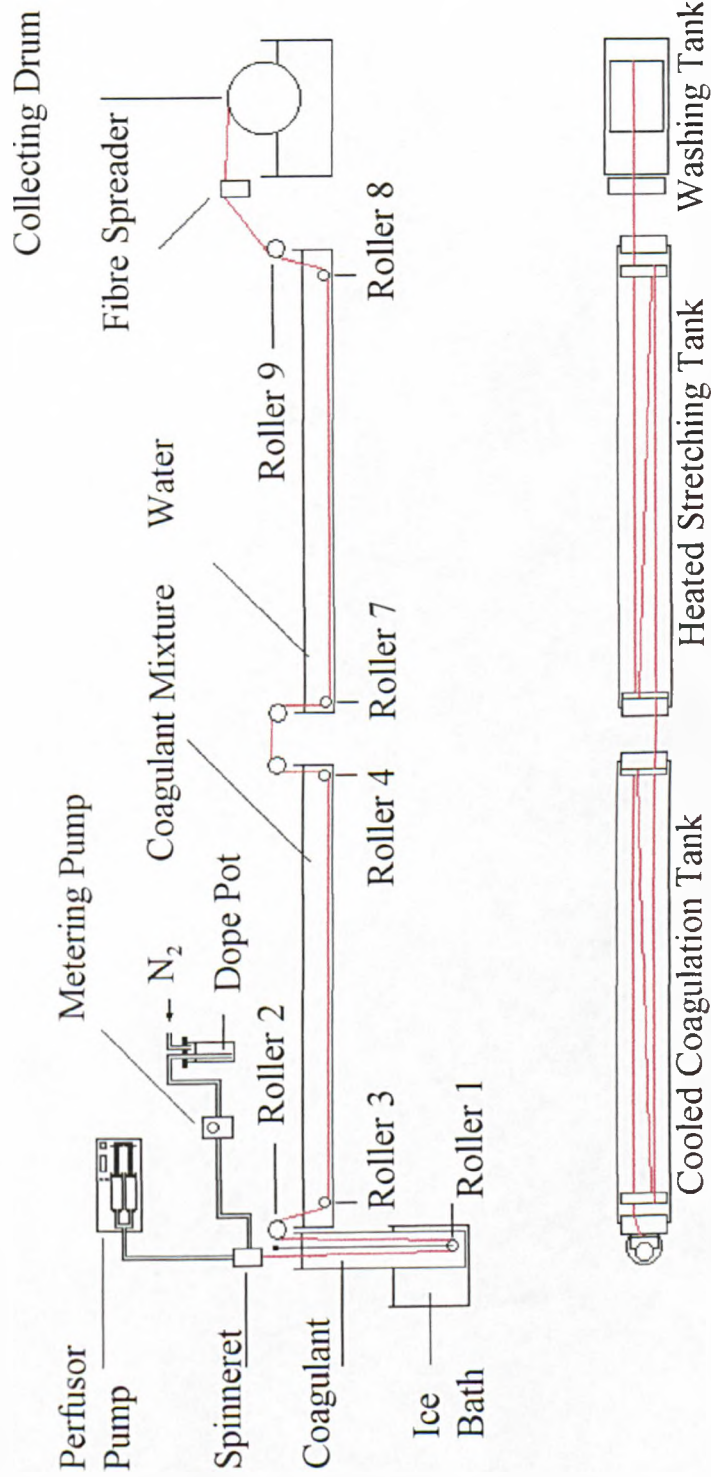 Perfusor
Pump
Spinneret
Coagulant
Ice
Bath
Metering Pump
N₂
Dope Pot
Roller 2
Roller 3
Roller 1
Coagulant Mixture
Water
Roller 4
Roller 7
Roller 9
Roller 8
Fibre Spreader
Collecting Drum
Cooled Coagulation Tank
Heated Stretching Tank
Washing Tank